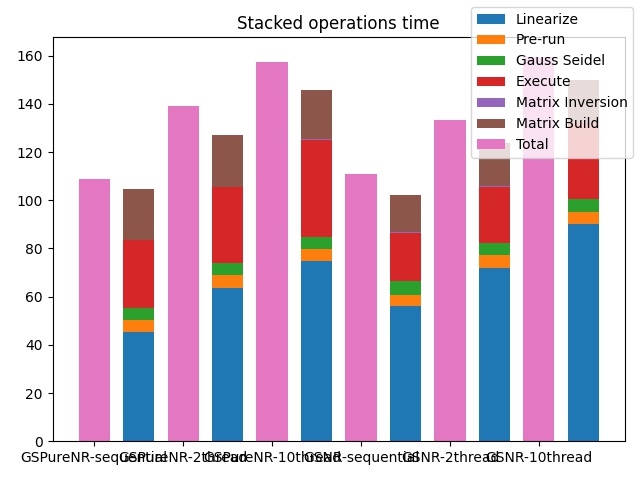 Stacked operations time
Linearize
Pre-run
Gauss Seidel
Execute
Matrix Inversion
Matrix Build
Total
160
140
120
100
80
60
40
20
0
GSPureNR-sequential
GSPureNR-2thread
GSPureNR-10thread
GSNR-sequential
GSNR-2thread
GSNR-10thread